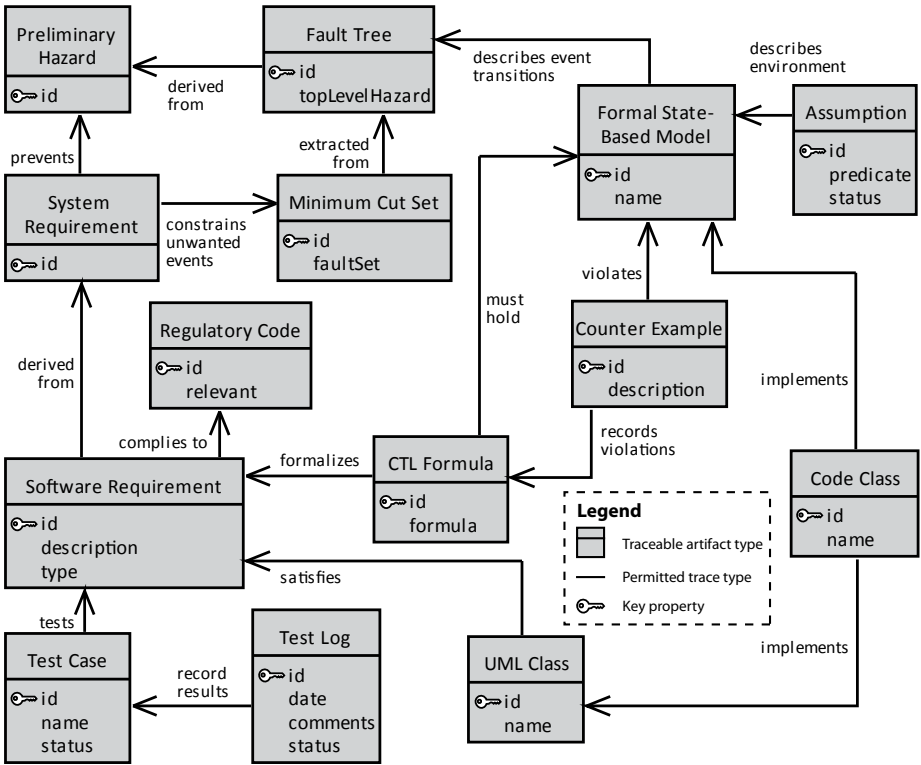 Preliminary
Hazard
id
derived
from
Fault Tree
id
topLevelHazard
describes event
transitions
describes
environment
Formal State-
Based Model
id
name
Assumption
id
predicate
status
prevents
extracted
from
System
Requirement
id
constrains
unwanted
events
Minimum Cut Set
id
faultSet
violates
must
hold
derived
from
Regulatory Code
id
relevant
Counter Example
id
description
implements
complies to
formalizes
records
violations
Software Requirement
id
description
type
CTL Formula
id
formula
Code Class
id
name
Legend
Traceable artifact type
Permitted trace type
Key property
satisfies
tests
Test Case
id
name
status
record
results
Test Log
id
date
comments
status
UML Class
id
name
implements